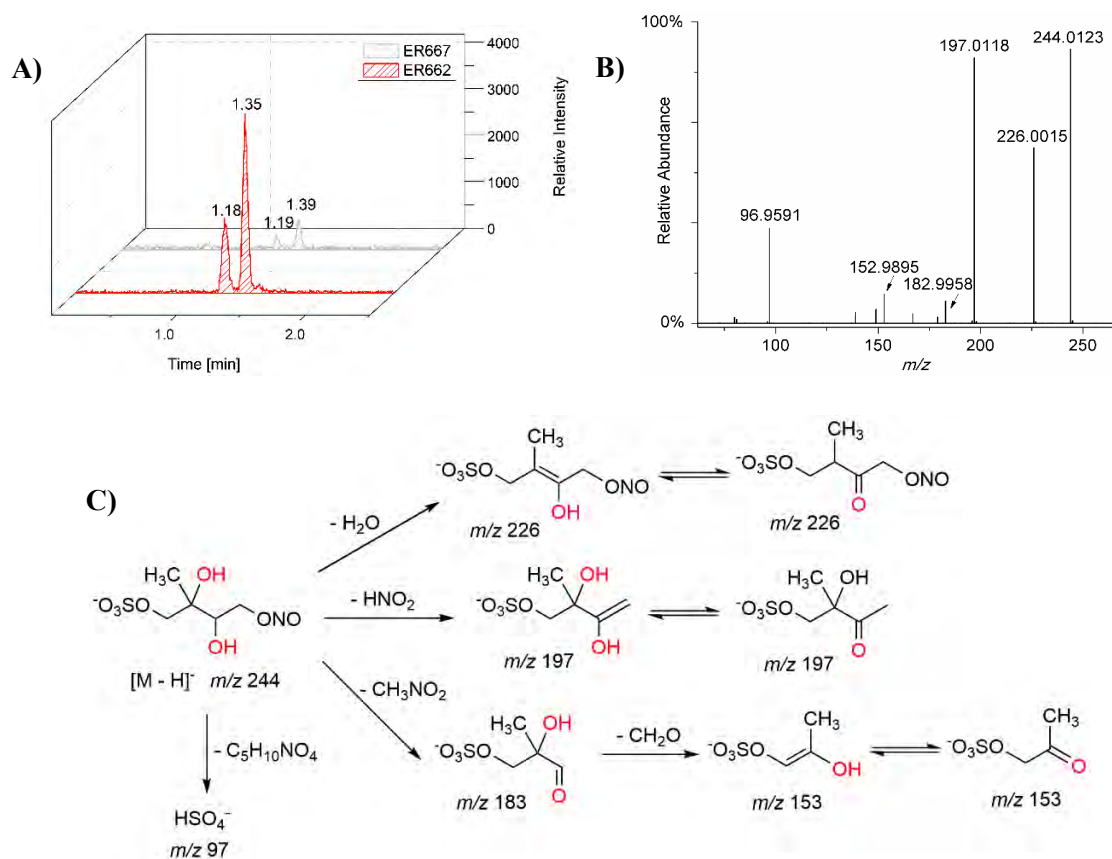 A)
ER667
ER662
4000
3000
2000
1000
0
Relative Intensity
1.35
1.18
1.39
1.19
1.0
2.0
Time [min]
B)
100%
0%
Relative Abundance
244.0123
197.0118
226.0015
96.9591
152.9895
182.9958
100
150
200
250
m/z
C)
CH₃
⁻O₃SO
ONO
OH
m/z 226
CH₃
⁻O₃SO
ONO
O
m/z 226
- H₂O
H₃C OH
⁻O₃SO
ONO
OH
[M - H]⁻ m/z 244
- HNO₂
H₃C OH
⁻O₃SO
OH
m/z 197
H₃C OH
⁻O₃SO
O
m/z 197
- CH₃NO₂
H₃C OH
⁻O₃SO
O
m/z 183
- CH₂O
CH₃
⁻O₃SO
OH
m/z 153
CH₃
⁻O₃SO
O
m/z 153
- C₅H₁₀NO₄
HSO₄⁻
m/z 97